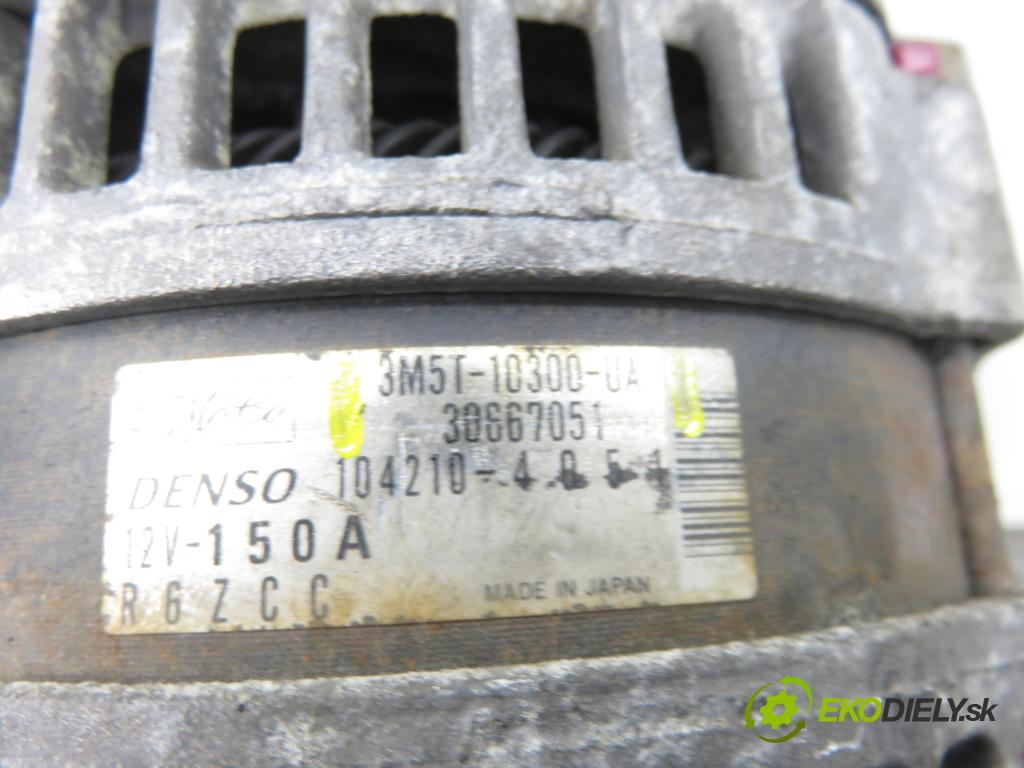 3M5T-10300-UA
30667051
DENSO 104210-4051
12V-150A
R6ZCC
MADE IN JAPAN
EKODIELY.sk